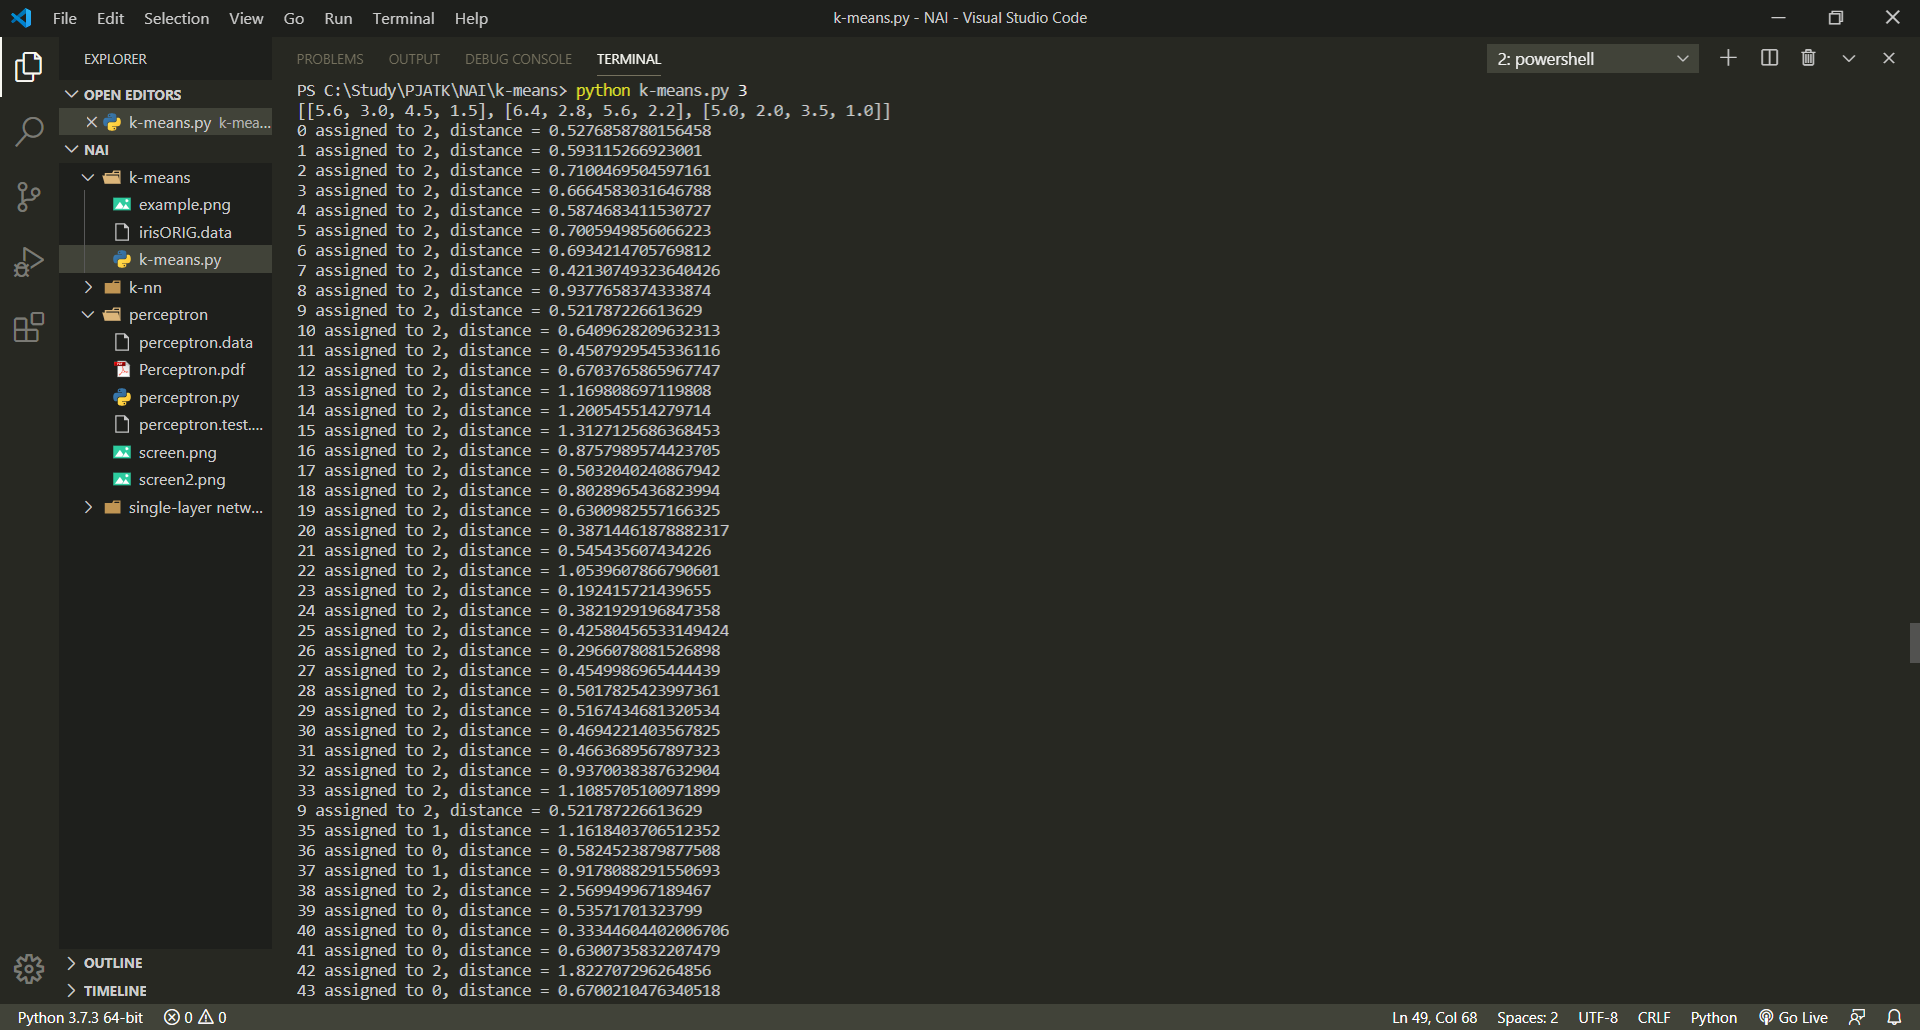 File Edit Selection View Go Run Terminal Help
k-means.py - NAI - Visual Studio Code
EXPLORER
OPEN EDITORS
k-means.py k-mea...
NAI
k-means
example.png
irisORIG.data
k-means.py
k-nn
perceptron
perceptron.data
Perceptron.pdf
perceptron.py
perceptron.test....
screen.png
screen2.png
single-layer netw...
OUTLINE
TIMELINE
PROBLEMS OUTPUT DEBUG CONSOLE TERMINAL
2: powershell
PS C:\Study\PJATK\NAI\k-means> python k-means.py 3
[[5.6, 3.0, 4.5, 1.5], [6.4, 2.8, 5.6, 2.2], [5.0, 2.0, 3.5, 1.0]]
0 assigned to 2, distance = 0.5276858780156458
1 assigned to 2, distance = 0.593115266923001
2 assigned to 2, distance = 0.7100469504597161
3 assigned to 2, distance = 0.6664583031646788
4 assigned to 2, distance = 0.5874683411530727
5 assigned to 2, distance = 0.7005949856066223
6 assigned to 2, distance = 0.6934214705769812
7 assigned to 2, distance = 0.42130749323640426
8 assigned to 2, distance = 0.9377658374333874
9 assigned to 2, distance = 0.521787226613629
10 assigned to 2, distance = 0.6409628209632313
11 assigned to 2, distance = 0.4507929545336116
12 assigned to 2, distance = 0.6703765865967747
13 assigned to 2, distance = 1.169808697119808
14 assigned to 2, distance = 1.200545514279714
15 assigned to 2, distance = 1.3127125686368453
16 assigned to 2, distance = 0.8757989574423705
17 assigned to 2, distance = 0.5032040240867942
18 assigned to 2, distance = 0.8028965436823994
19 assigned to 2, distance = 0.6300982557166325
20 assigned to 2, distance = 0.38714461878882317
21 assigned to 2, distance = 0.545435607434226
22 assigned to 2, distance = 1.0539607866790601
23 assigned to 2, distance = 0.192415721439655
24 assigned to 2, distance = 0.3821929196847358
25 assigned to 2, distance = 0.42580456533149424
26 assigned to 2, distance = 0.2966078081526898
27 assigned to 2, distance = 0.4549986965444439
28 assigned to 2, distance = 0.5017825423997361
29 assigned to 2, distance = 0.5167434681320534
30 assigned to 2, distance = 0.4694221403567825
31 assigned to 2, distance = 0.4663689567897323
32 assigned to 2, distance = 0.9370038387632904
33 assigned to 2, distance = 1.1085705100971899
9 assigned to 2, distance = 0.521787226613629
35 assigned to 1, distance = 1.1618403706512352
36 assigned to 0, distance = 0.5824523879877508
37 assigned to 1, distance = 0.9178088291550693
38 assigned to 2, distance = 2.569949967189467
39 assigned to 0, distance = 0.53571701323799
40 assigned to 0, distance = 0.33344604402006706
41 assigned to 0, distance = 0.6300735832207479
42 assigned to 2, distance = 1.822707296264856
43 assigned to 0, distance = 0.6700210476340518
Python 3.7.3 64-bit 0 0 Ln 49, Col 68 Spaces: 2 UTF-8 CRLF Python Go Live